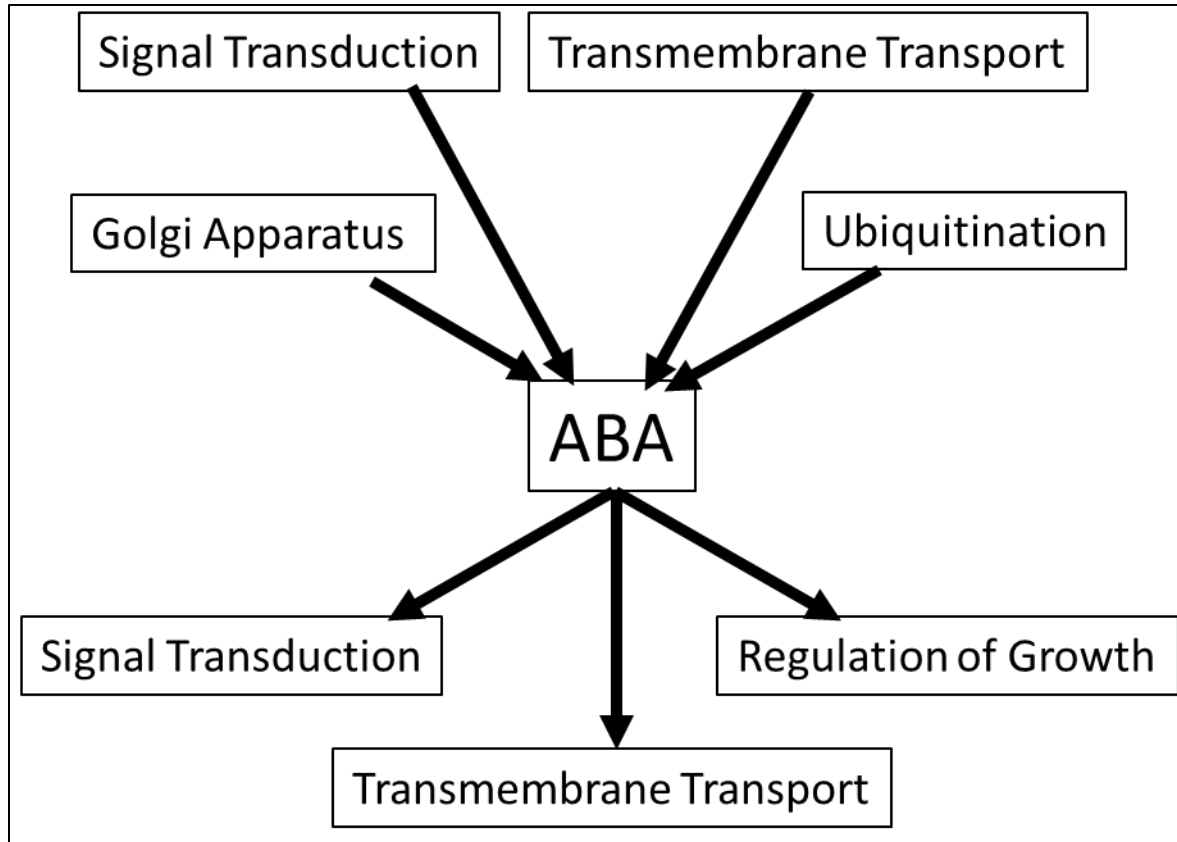 Signal Transduction
Transmembrane Transport
Golgi Apparatus
Ubiquitination
ABA
Signal Transduction
Regulation of Growth
Transmembrane Transport